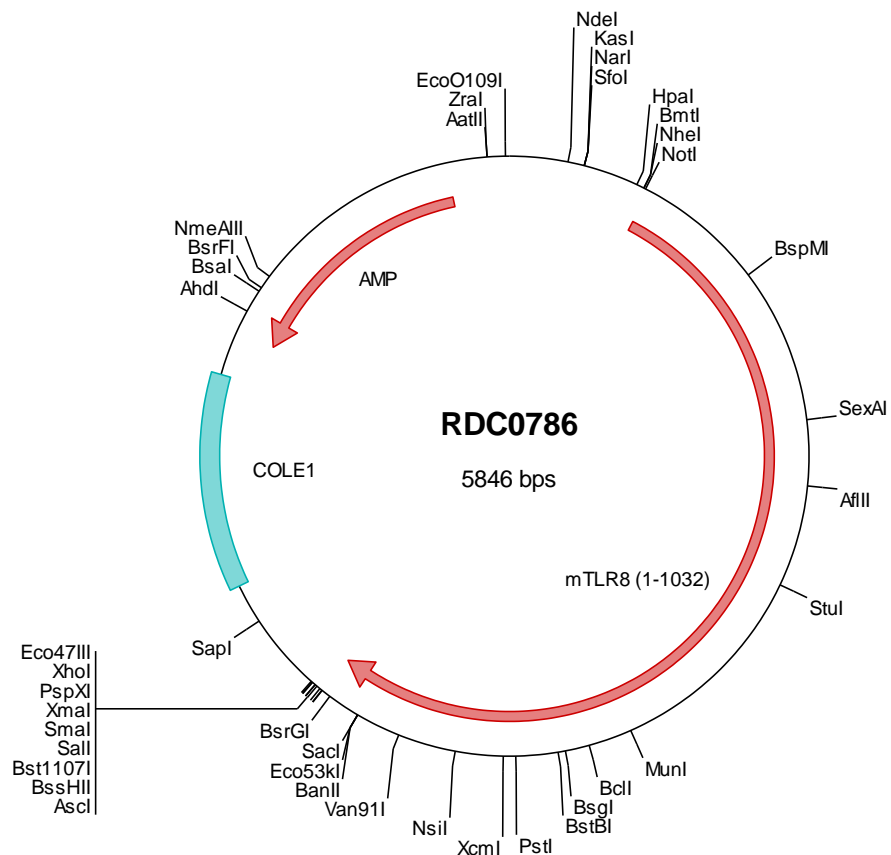 NdeI
KasI
NarI
SfoI
EcoO109I
ZraI
AatII
HpaI
BmtI
NheI
NotI
NmeAIII
BsrFI
BsaI
AhdI
BspMI
AMP
SexAI
RDC0786
5846 bps
COLE1
AflII
mTLR8 (1-1032)
StuI
SapI
Eco47III
XhoI
PspXI
XmaI
SmaI
SalI
Bst1107I
BssHII
AscI
BsrGI
SacI
Eco53kI
BanII
Van91I
NsiI
XcmI
PstI
BstBI
BsgI
BclI
MunI